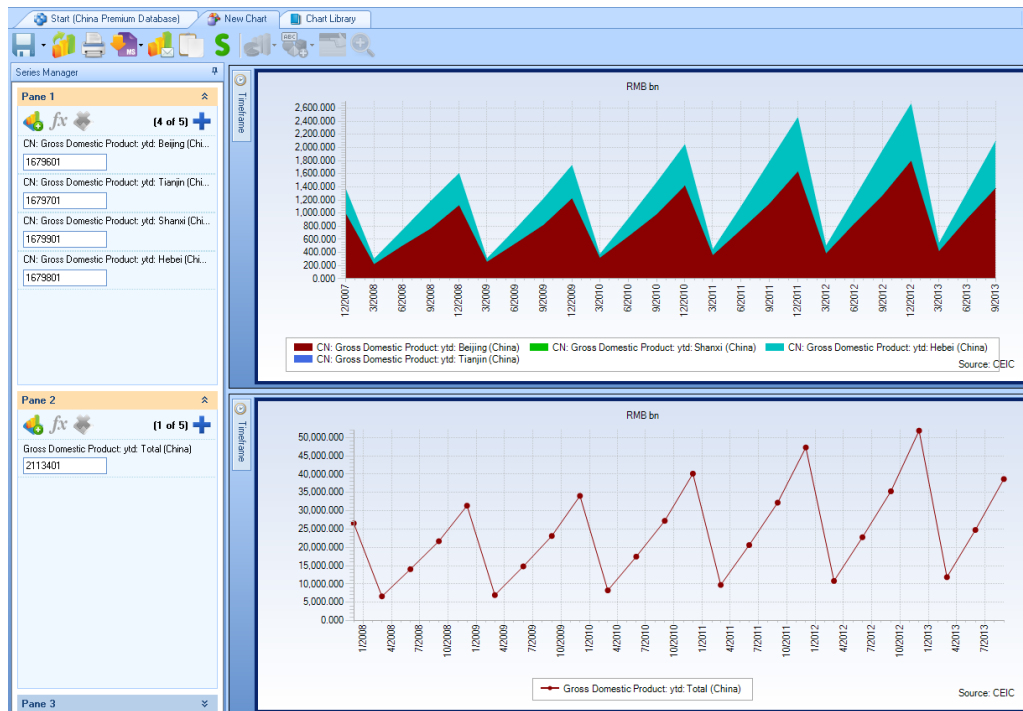 Start (China Premium Database)
New Chart
Chart Library
MS
S
ABC
Series Manager
Pane 1
fx
(4 of 5)
CN: Gross Domestic Product: ytd: Beijing (Chi...
1679601
CN: Gross Domestic Product: ytd: Tianjin (Chi...
1679701
CN: Gross Domestic Product: ytd: Shanxi (Chi...
1679901
CN: Gross Domestic Product: ytd: Hebei (Chi...
1679801
Pane 2
fx
(1 of 5)
Gross Domestic Product: ytd: Total (China)
2113401
Pane 3
Timeframe
RMB bn
2,600.000
2,400.000
2,200.000
2,000.000
1,800.000
1,600.000
1,400.000
1,200.000
1,000.000
800.000
600.000
400.000
200.000
0.000
12/2007
3/2008
6/2008
9/2008
12/2008
3/2009
6/2009
9/2009
12/2009
3/2010
6/2010
9/2010
12/2010
3/2011
6/2011
9/2011
12/2011
3/2012
6/2012
9/2012
12/2012
3/2013
6/2013
9/2013
CN: Gross Domestic Product: ytd: Beijing (China)
CN: Gross Domestic Product: ytd: Shanxi (China)
CN: Gross Domestic Product: ytd: Hebei (China)
CN: Gross Domestic Product: ytd: Tianjin (China)
Source: CEIC
Timeframe
RMB bn
50,000.000
45,000.000
40,000.000
35,000.000
30,000.000
25,000.000
20,000.000
15,000.000
10,000.000
5,000.000
0.000
1/2008
4/2008
7/2008
10/2008
1/2009
4/2009
7/2009
10/2009
1/2010
4/2010
7/2010
10/2010
1/2011
4/2011
7/2011
10/2011
1/2012
4/2012
7/2012
10/2012
1/2013
4/2013
7/2013
Gross Domestic Product: ytd: Total (China)
Source: CEIC